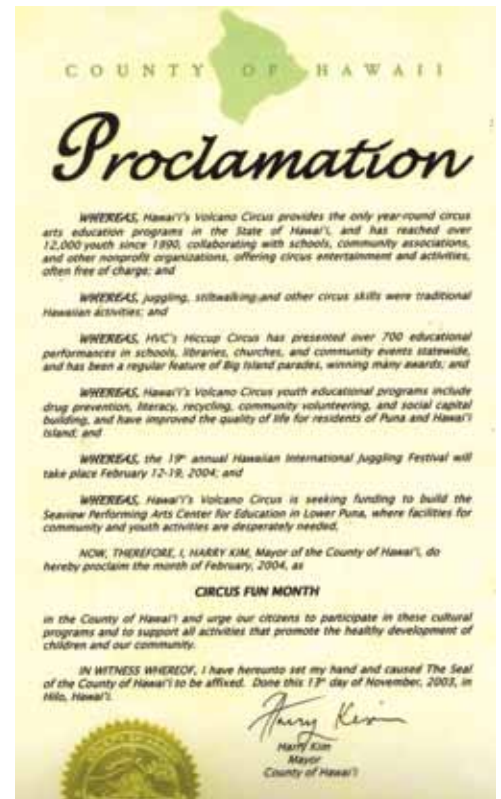 COUNTY OF HAWAII
Proclamation
WHEREAS, Hawai'i's Volcano Circus provides the only year-round circus
arts education programs in the State of Hawai'i, and has reached over
12,000 youth since 1990, collaborating with schools, community associations,
and other nonprofit organizations, offering circus entertainment and activities,
often free of charge; and
WHEREAS, juggling, stiltwalking and other circus skills were traditional
Hawaiian activities; and
WHEREAS, HVC's Hiccup Circus has presented over 700 educational
performances in schools, libraries, churches, and community events statewide,
and has been a regular feature of Big Island parades, winning many awards; and
WHEREAS, Hawai'i's Volcano Circus youth educational programs include
drug prevention, literacy, recycling, community volunteering, and social capital
building, and have improved the quality of life for residents of Puna and Hawai'i
Island; and
WHEREAS, the 19th annual Hawaiian International Juggling Festival will
take place February 12-19, 2004; and
WHEREAS, Hawai'i's Volcano Circus is seeking funding to build the
Seaview Performing Arts Center for Education in Lower Puna, where facilities for
community and youth activities are desperately needed.
NOW, THEREFORE, I, HARRY KIM, Mayor of the County of Hawai'i, do
hereby proclaim the month of February, 2004, as
CIRCUS FUN MONTH
in the County of Hawai'i and urge our citizens to participate in these cultural
programs and to support all activities that promote the healthy development of
children and our community.
IN WITNESS WHEREOF, I have hereunto set my hand and caused The Seal
of the County of Hawai'i to be affixed. Done this 13th day of November, 2003, in
Hilo, Hawai'i.
Harry Kim
Harry Kim
Mayor
County of Hawai'i